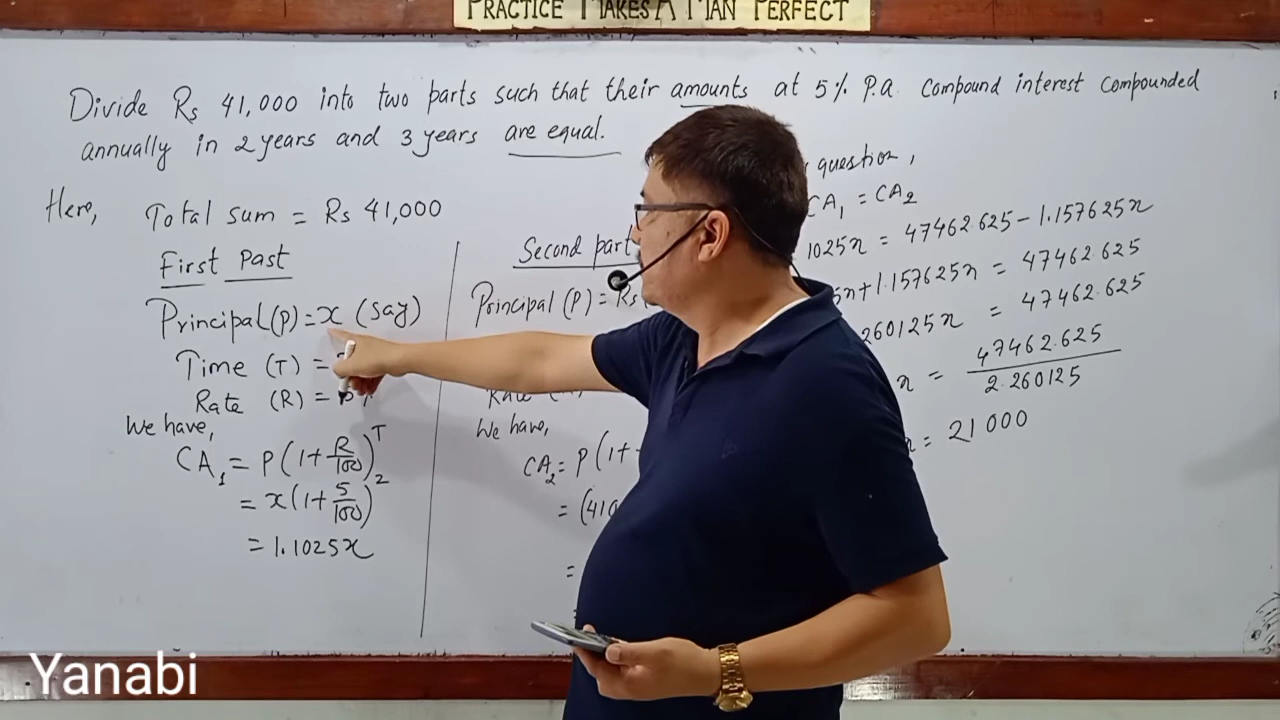 PRACTICE MAKES A MAN PERFECT
Divide Rs 41,000 into two parts such that their amounts at 5% P.a. Compound interest compounded
annually in 2 years and 3 years are equal.
Here, Total sum = Rs 41,000
First Part
Principal (P) = x (say)
Time (T) =
Rate (R) =
We have,
CA₁ = P(1+R/100)^T
= x(1+5/100)^2
= 1.1025x
Second part
Principal (P) = Rs
We have,
CA₂ = P(1+
= (410
=
question,
CA₁ = CA₂
1025x = 47462.625 - 1.157625x
5x + 1.157625x = 47462.625
260125x = 47462.625
x = 47462.625/2.260125
= 21000
Yanabi